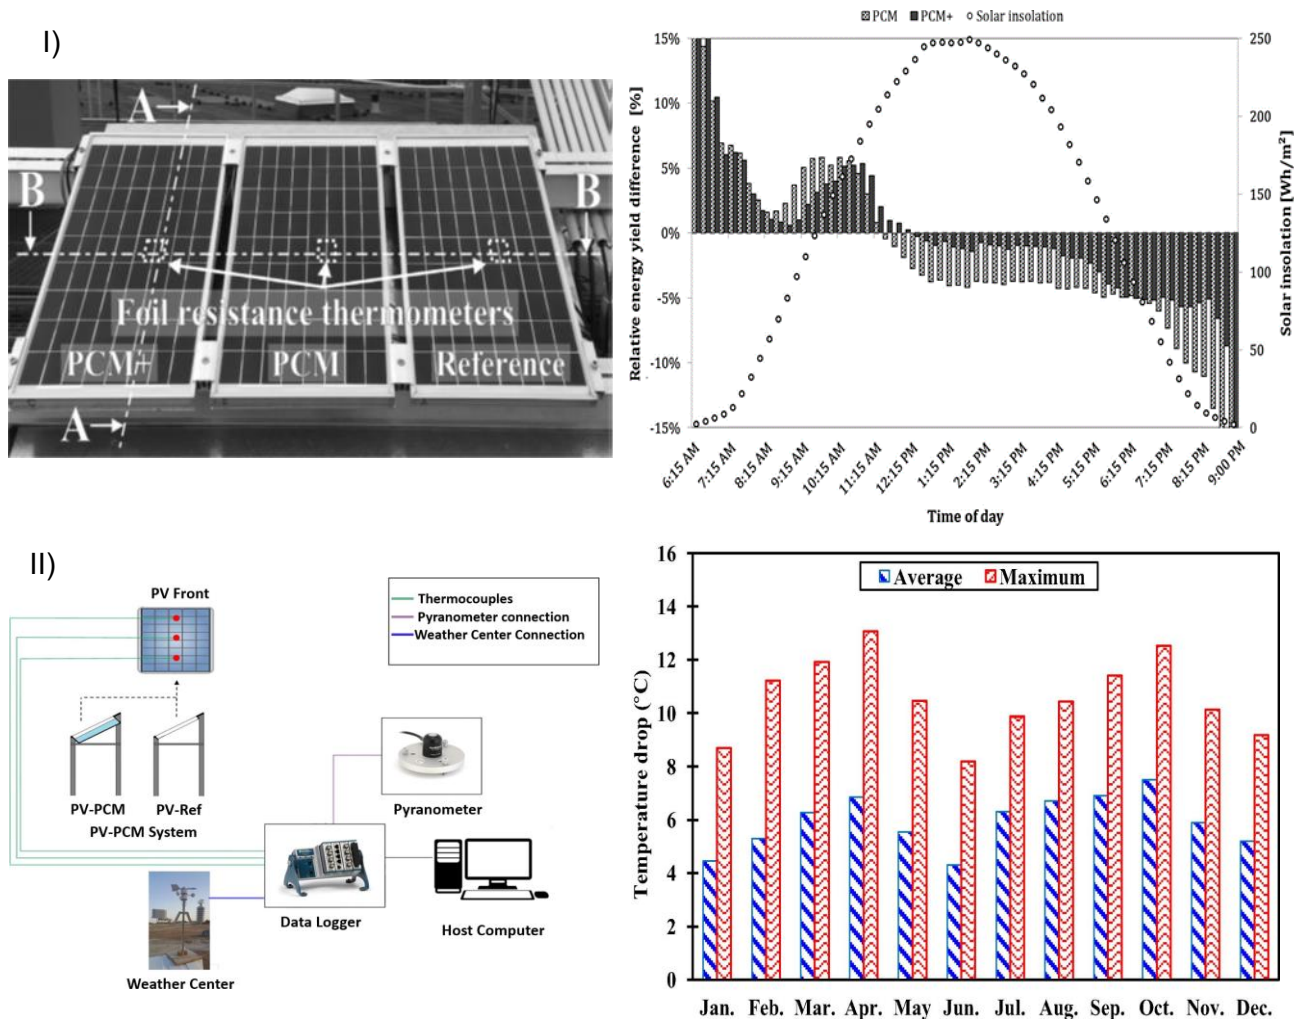 I)
A
B
B
Foil resistance thermometers
PCM+
PCM
Reference
A
PCM
PCM+
Solar insolation
Relative energy yield difference [%]
15%
10%
5%
0%
-5%
-10%
-15%
250
200
150
100
50
0
Solar insolation [Wh/m²]
6:15 AM
7:15 AM
8:15 AM
9:15 AM
10:15 AM
11:15 AM
12:15 PM
1:15 PM
2:15 PM
3:15 PM
4:15 PM
5:15 PM
6:15 PM
7:15 PM
8:15 PM
9:00 PM
Time of day
II)
PV Front
Thermocouples
Pyranometer connection
Weather Center Connection
PV-PCM
PV-Ref
PV-PCM System
Pyranometer
Data Logger
Host Computer
Weather Center
Average
Maximum
Temperature drop (°C)
16
14
12
10
8
6
4
2
0
Jan.
Feb.
Mar.
Apr.
May
Jun.
Jul.
Aug.
Sep.
Oct.
Nov.
Dec.